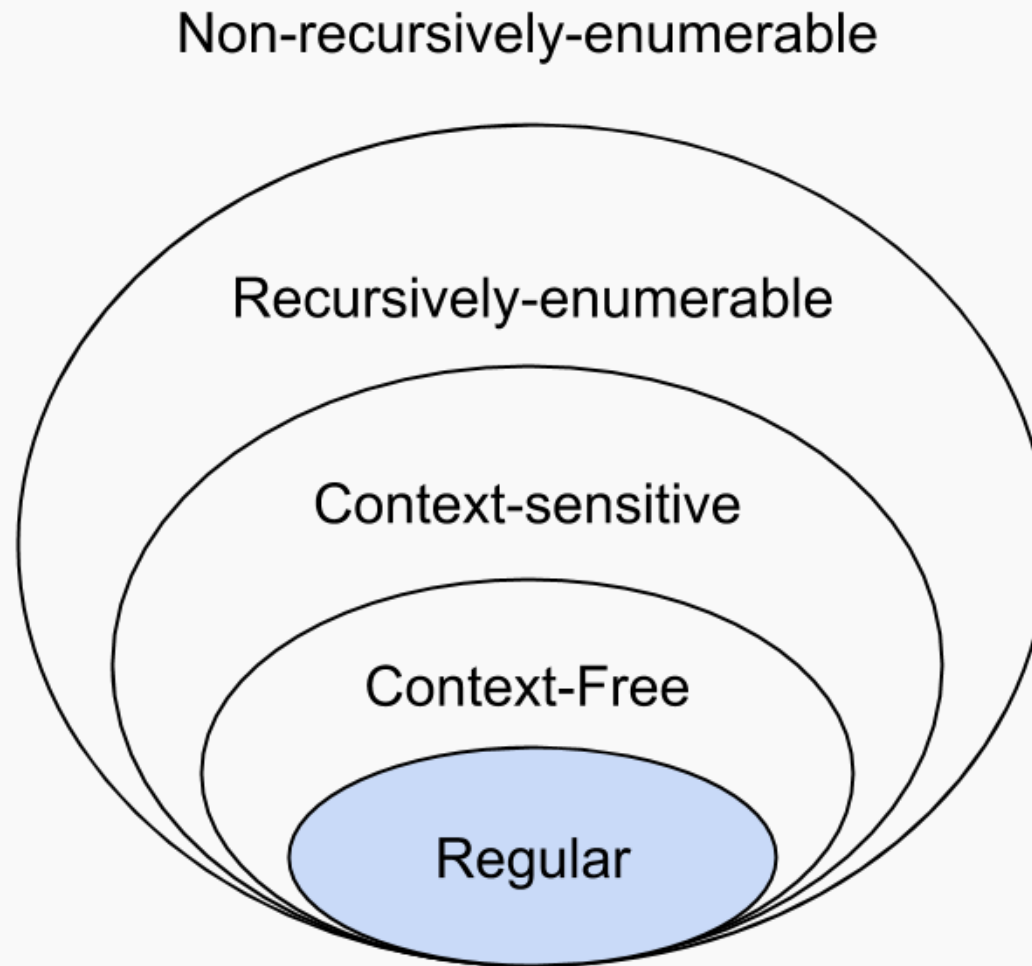 Non-recursively-enumerable
Recursively-enumerable
Context-sensitive
Context-Free
Regular